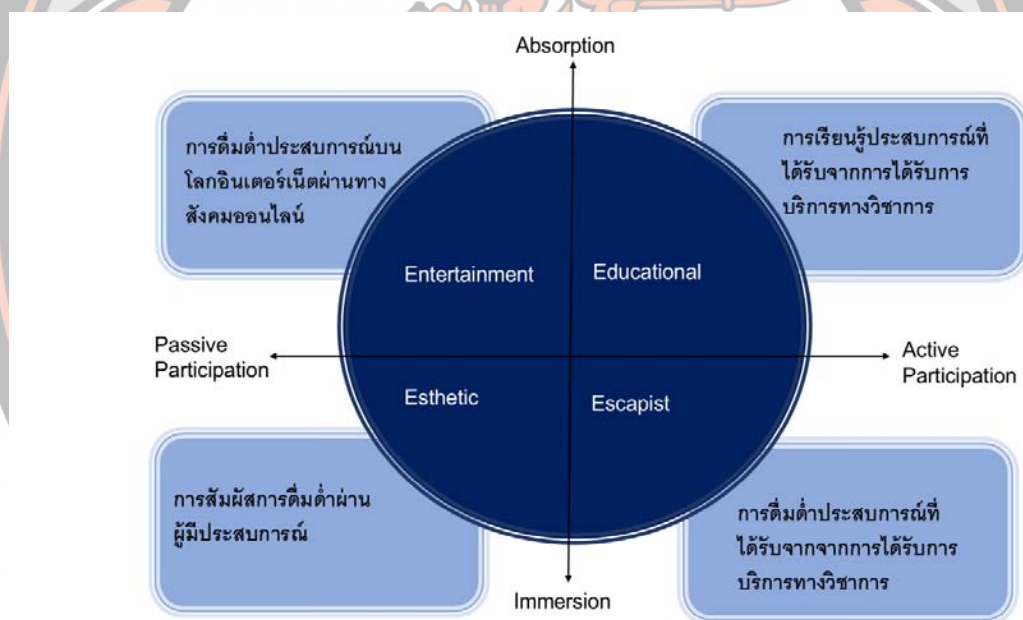 Absorption
การดื่มด่ำประสบการณ์บน
โลกอินเตอร์เน็ตผ่านทาง
สังคมออนไลน์
การเรียนรู้ประสบการณ์ที่
ได้รับจากการได้รับการ
บริการทางวิชาการ
Entertainment
Educational
Passive
Participation
Active
Participation
Esthetic
Escapist
การสัมผัสการดื่มด่ำผ่าน
ผู้มีประสบการณ์
การดื่มด่ำประสบการณ์ที่
ได้รับจากจากการได้รับการ
บริการทางวิชาการ
Immersion